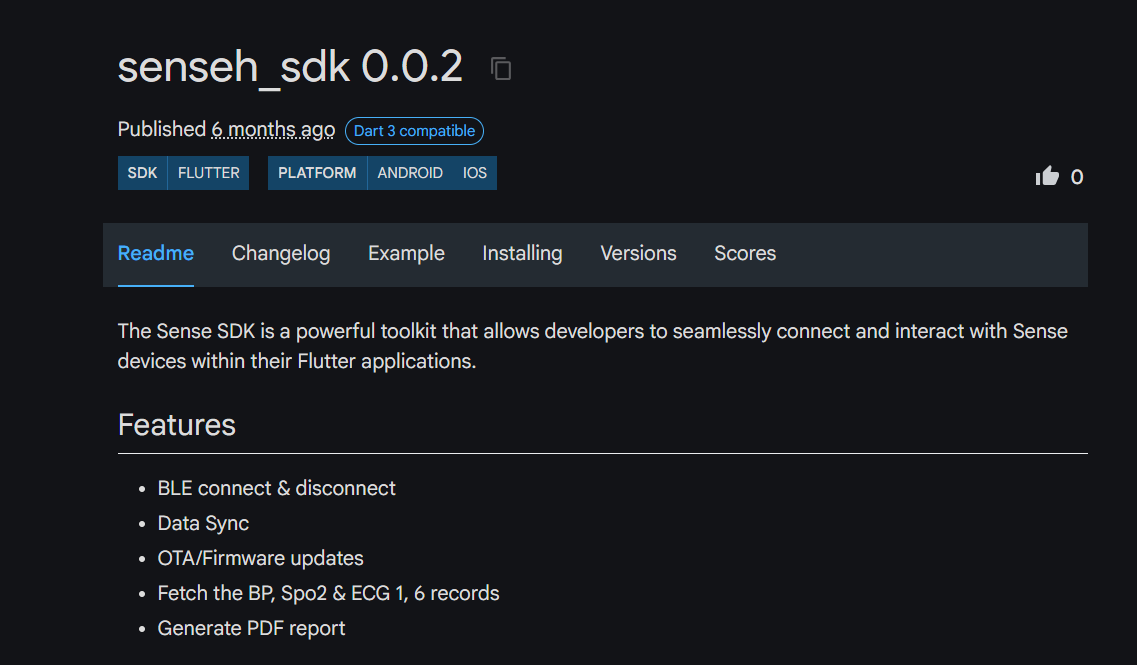 senseh_sdk 0.0.2
Published 6 months ago Dart 3 compatible
SDK FLUTTER PLATFORM ANDROID IOS
0
Readme Changelog Example Installing Versions Scores
The Sense SDK is a powerful toolkit that allows developers to seamlessly connect and interact with Sense
devices within their Flutter applications.
Features
• BLE connect & disconnect
• Data Sync
• OTA/Firmware updates
• Fetch the BP, Spo2 & ECG 1, 6 records
• Generate PDF report